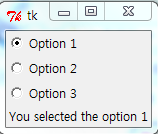 tk
Option 1
Option 2
Option 3
You selected the option 1